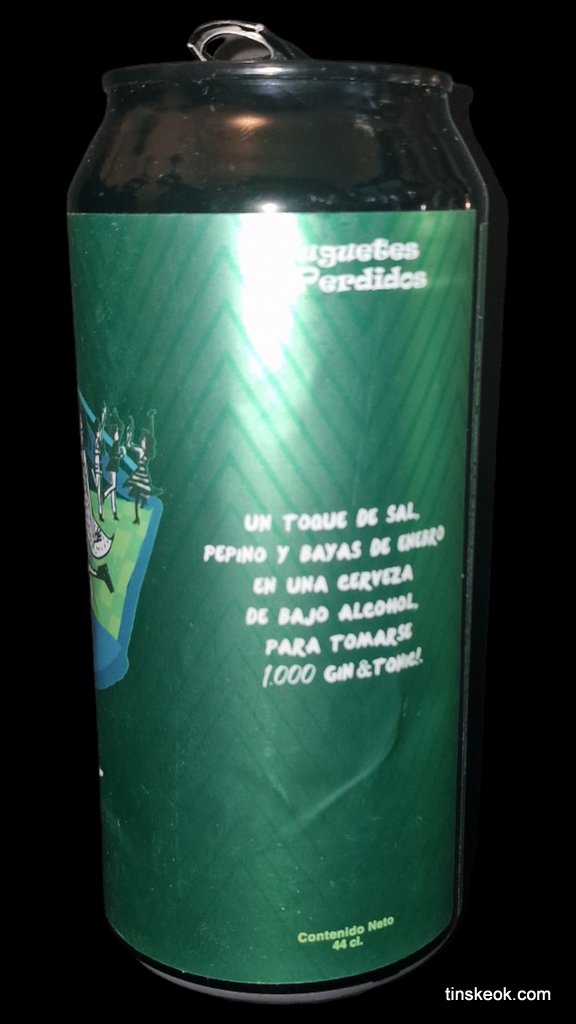 uguetes
Perdidos
UN TOQUE DE SAL,
PEPINO Y BAYAS DE ENEBRO
EN UNA CERVEZA
DE BAJO ALCOHOL,
PARA TOMARSE
1.000 GIN&TONIC!.
Contenido Neto
44 cl.
tinskeok.com